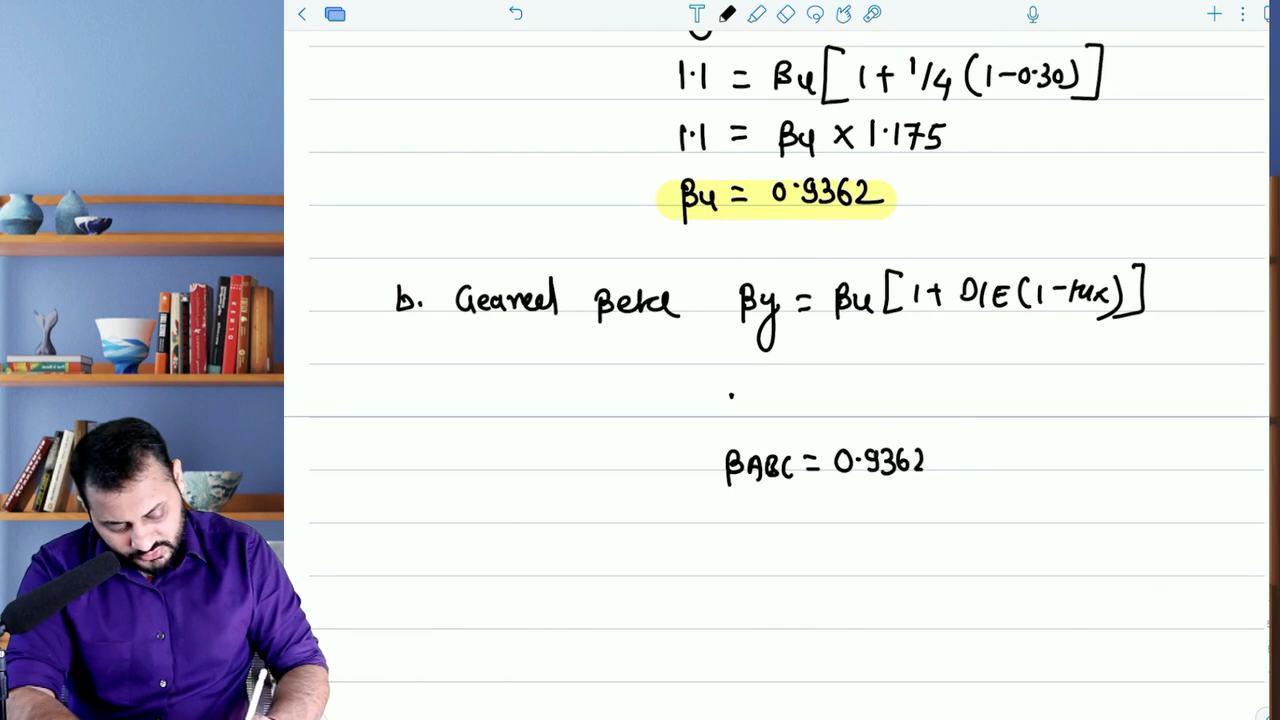 1.1 = βu[1+ 1/4 (1-0.30)]
1.1 = βu × 1.175
βu = 0.9362
b. Geared Beta βg = βu[1+ D/E(1-tax)]
βABC = 0.9362